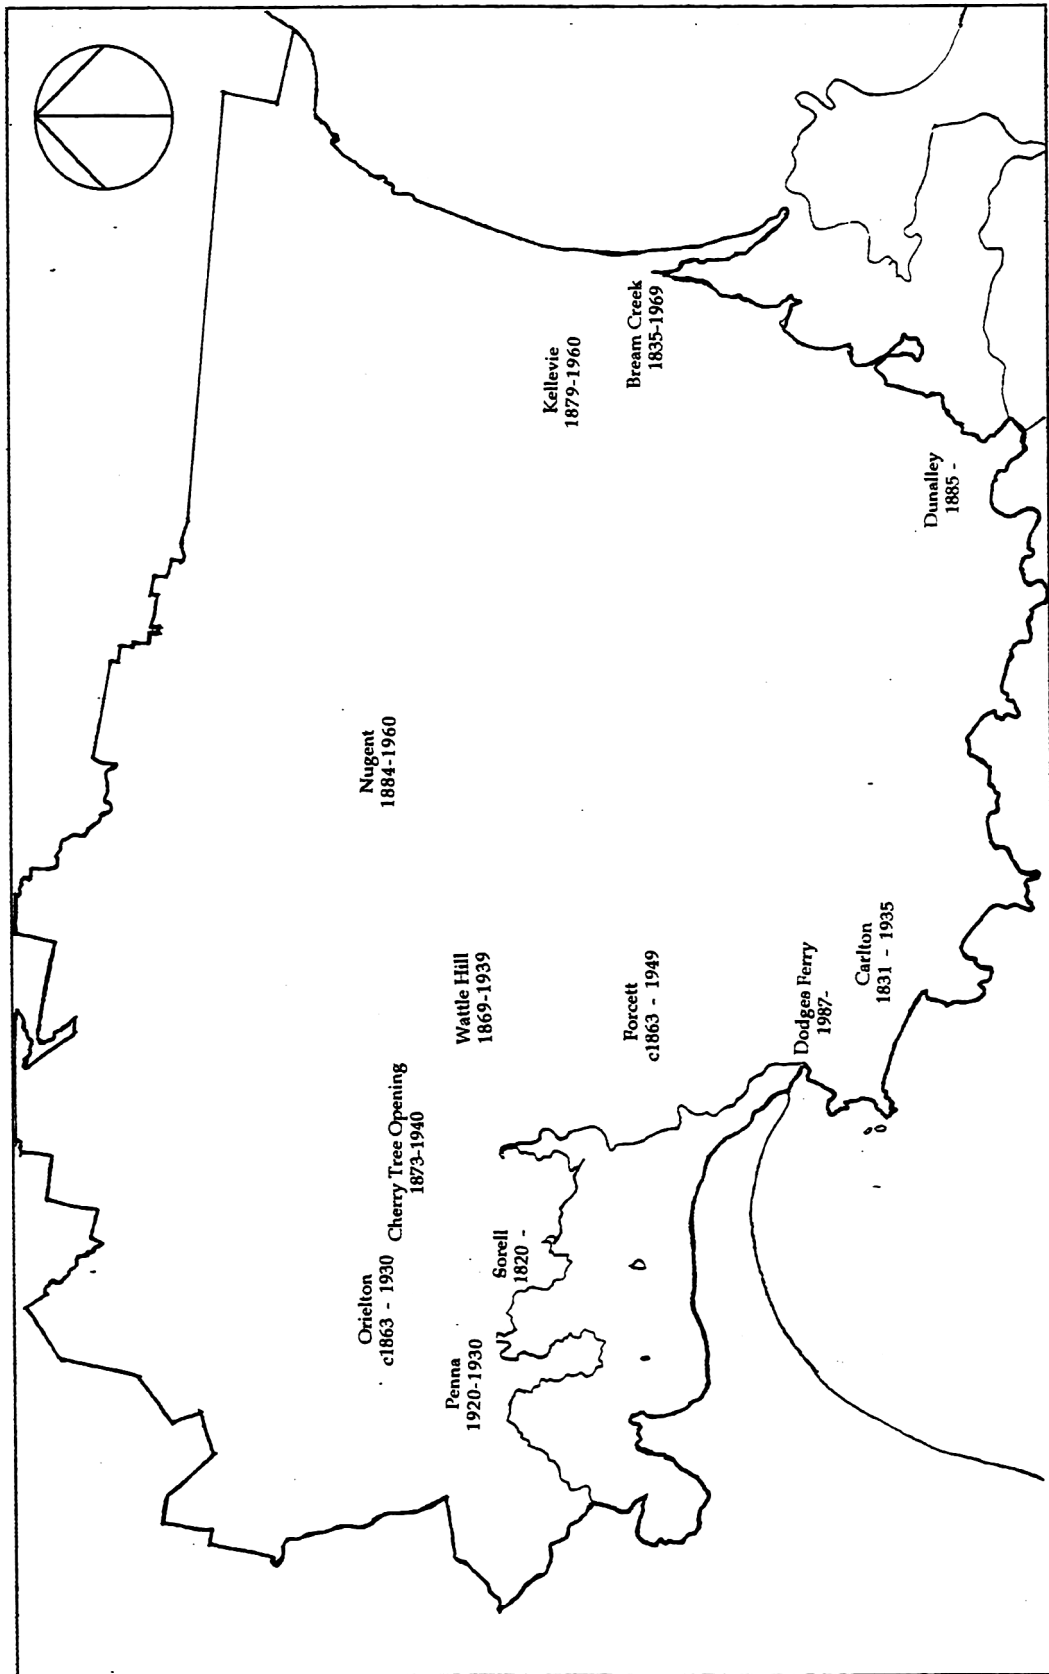 Nugent
1884-1960
Orielton
c1863 - 1930
Cherry Tree Opening
1873-1940
Wattle Hill
1869-1939
Penna
1920-1930
Sorell
1820 -
Kellevie
1879-1960
Bream Creek
1835-1969
Forcett
c1863 - 1949
Dodges Ferry
1987-
Carlton
1831 - 1935
Dunalley
1885 -